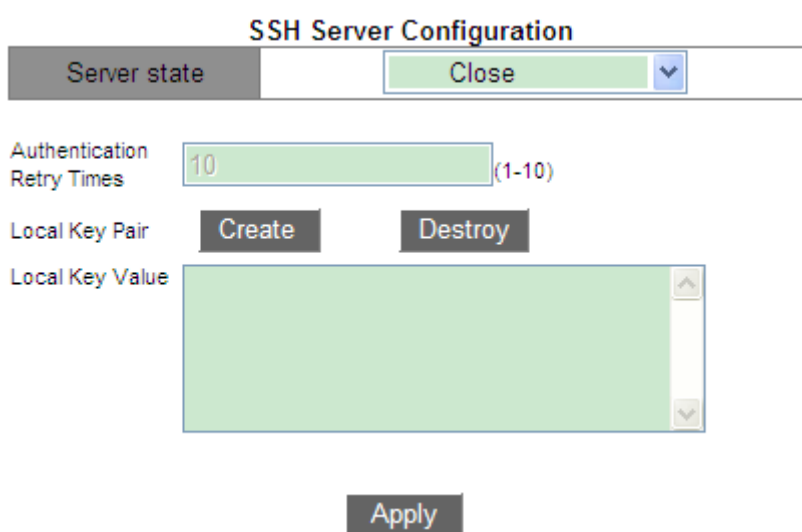 SSH Server Configuration
Server state Close
Authentication
Retry Times 10 (1-10)
Local Key Pair Create Destroy
Local Key Value
Apply